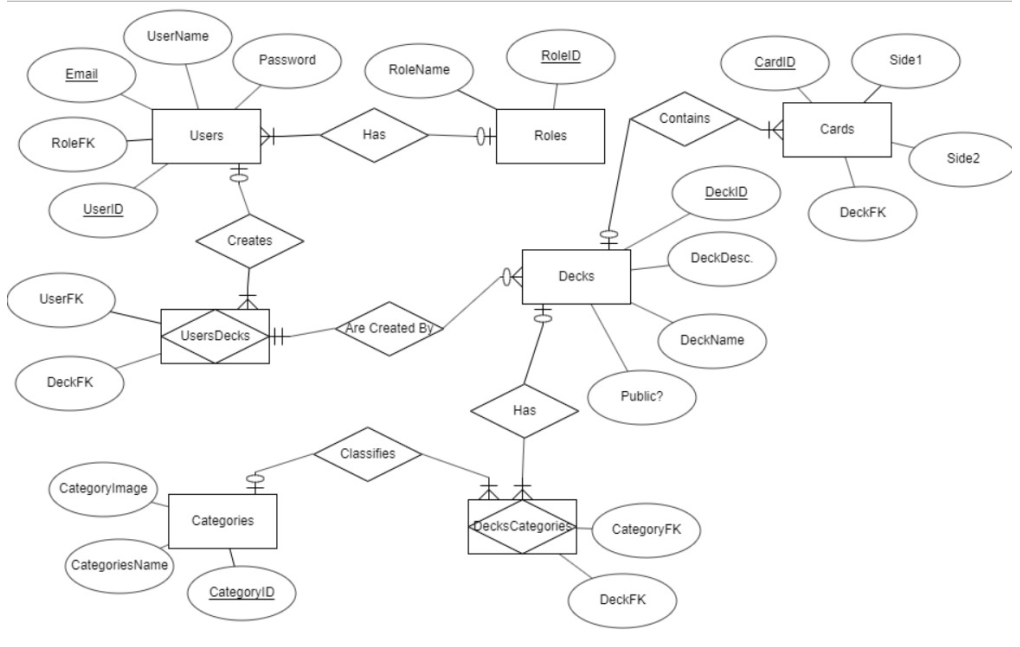 UserName
Email
Password
RoleName
RoleID
CardID
Side1
RoleFK
Users
Has
Roles
Contains
Cards
Side2
UserID
DeckID
DeckFK
Creates
DeckDesc.
Decks
UserFK
UsersDecks
Are Created By
DeckName
DeckFK
Public?
Has
Classifies
CategoryImage
Categories
DecksCategories
CategoryFK
CategoriesName
CategoryID
DeckFK